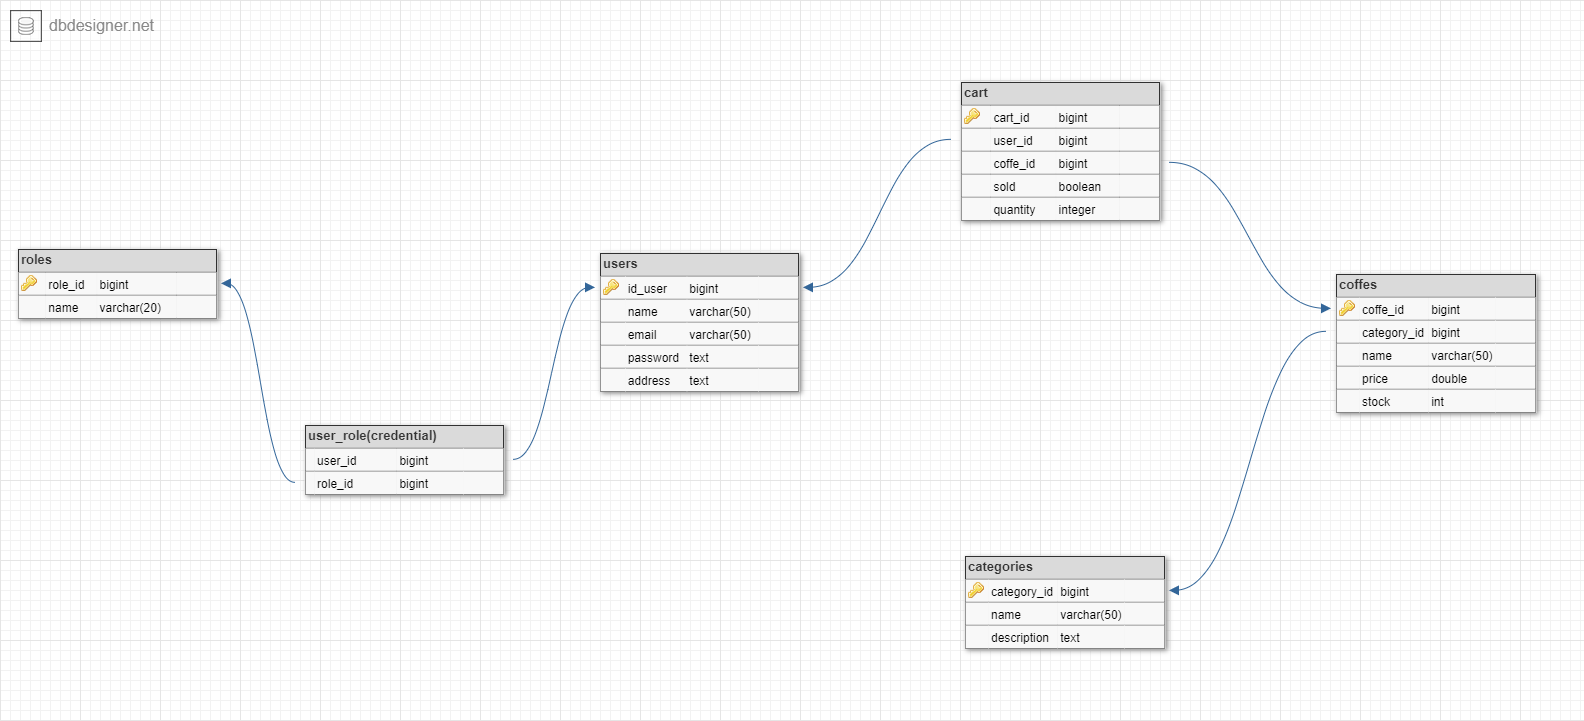 dbdesigner.net
cart
cart_id bigint
user_id bigint
coffe_id bigint
sold boolean
quantity integer
roles
role_id bigint
name varchar(20)
users
id_user bigint
name varchar(50)
email varchar(50)
password text
address text
coffes
coffe_id bigint
category_id bigint
name varchar(50)
price double
stock int
user_role(credential)
user_id bigint
role_id bigint
categories
category_id bigint
name varchar(50)
description text